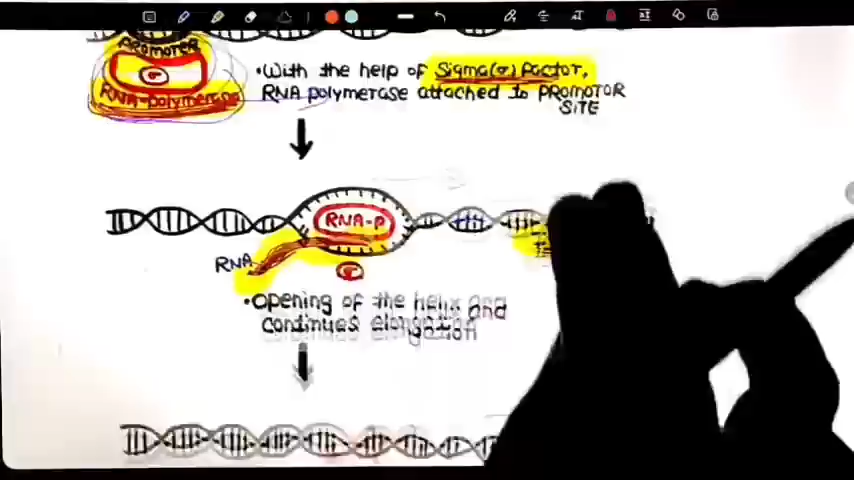 PROMOTER
σ
RNA-polymerase
•With the help of Sigma(σ) Factor,
RNA polymerase attached to PROMOTOR
SITE
RNA-P
RNA
σ
•Opening of the helix and
continues elongation